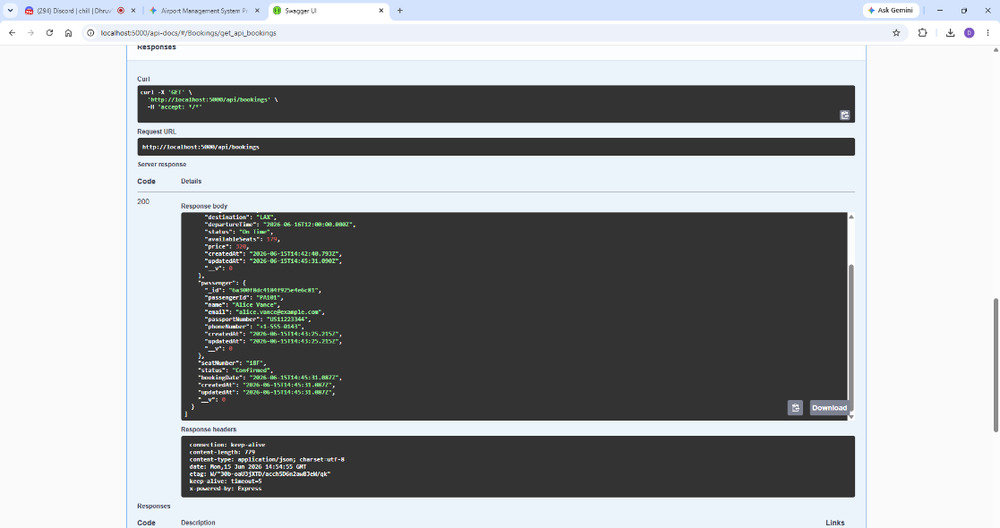 (294) Discord | chill | Dhruv
Airport Management System Pr
Swagger UI
Ask Gemini
localhost:5000/api-docs/#/Bookings/get_api_bookings
D
Responses
Curl
curl -X 'GET' \
'http://localhost:5000/api/bookings' \
-H 'accept: */*'
Request URL
http://localhost:5000/api/bookings
Server response
Code Details
200
Response body
"destination": "LAX",
"departureTime": "2026-06-16T12:00:00.000Z",
"status": "On Time",
"availableSeats": 179,
"price": 320,
"createdAt": "2026-06-15T14:42:40.793Z",
"updatedAt": "2026-06-15T14:45:31.090Z",
"__v": 0
},
"passenger": {
"_id": "6a300f8dc4104f925e4e6c81",
"passengerId": "PA101",
"name": "Alice Vance",
"email": "alice.vance@example.com",
"passportNumber": "US11223344",
"phoneNumber": "+1-555-0143",
"createdAt": "2026-06-15T14:43:25.215Z",
"updatedAt": "2026-06-15T14:43:25.215Z",
"__v": 0
},
"seatNumber": "18F",
"status": "Confirmed",
"bookingDate": "2026-06-15T14:45:31.087Z",
"createdAt": "2026-06-15T14:45:31.087Z",
"updatedAt": "2026-06-15T14:45:31.087Z",
"__v": 0
}
]
Download
Response headers
connection: keep-alive
content-length: 779
content-type: application/json; charset=utf-8
date: Mon,15 Jun 2026 14:54:55 GMT
etag: W/"30b-oaU3jXTD/acch5D6n2awBJeW/qk"
keep-alive: timeout=5
x-powered-by: Express
Responses
Code Description Links